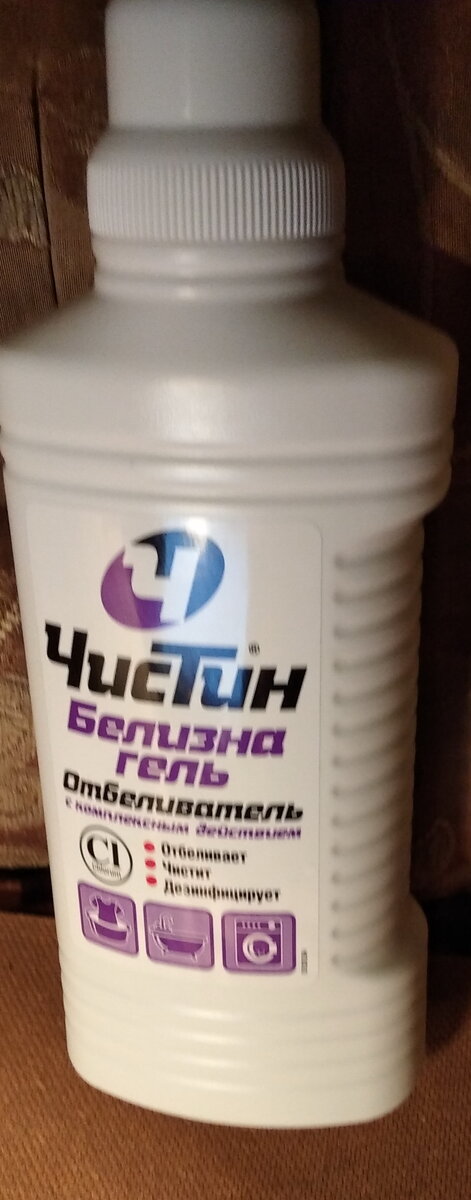 Ч
ЧисТин®
Белизна
гель
Отбеливатель
с комплексным действием
Cl
Отбеливает
Чистит
Дезинфицирует